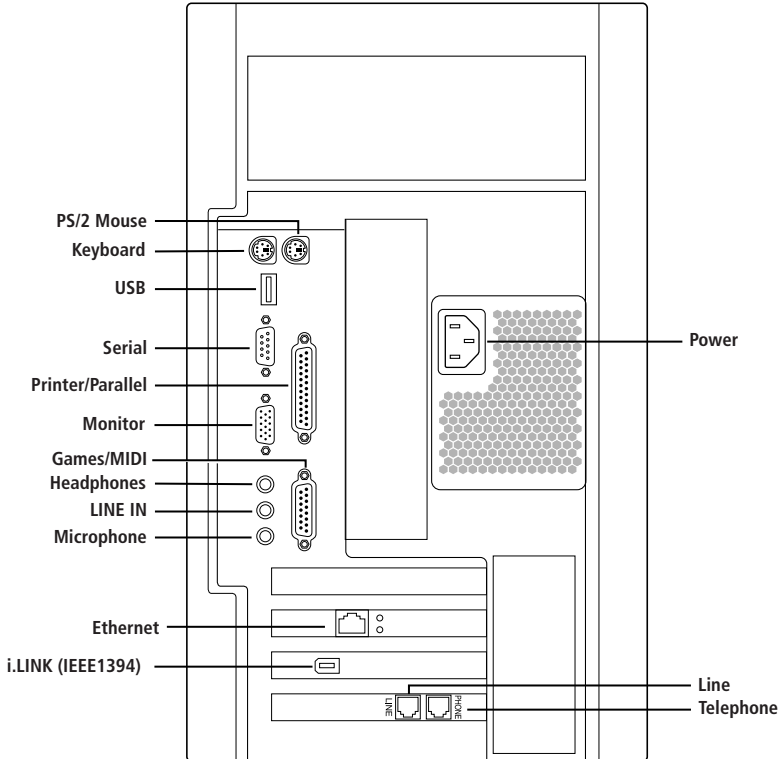 PS/2 Mouse
Keyboard
USB
Serial
Printer/Parallel
Monitor
Games/MIDI
Headphones
LINE IN
Microphone
Power
Ethernet
i.LINK (IEEE1394)
LINE
PHONE
Line
Telephone